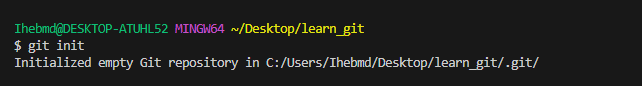 Ihebmd@DESKTOP-ATUHL52 MINGW64 ~/Desktop/learn_git
$ git init
Initialized empty Git repository in C:/Users/Ihebmd/Desktop/learn_git/.git/